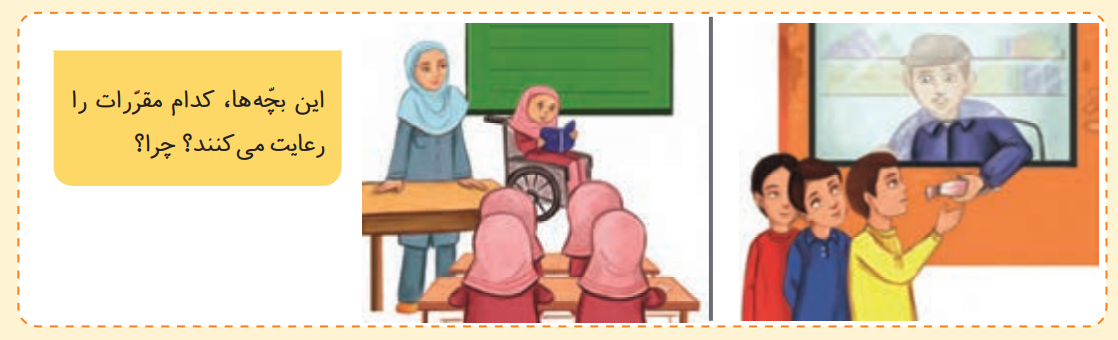 این بچّه‌ها، کدام مقرّرات را
رعایت می‌کنند؟ چرا؟